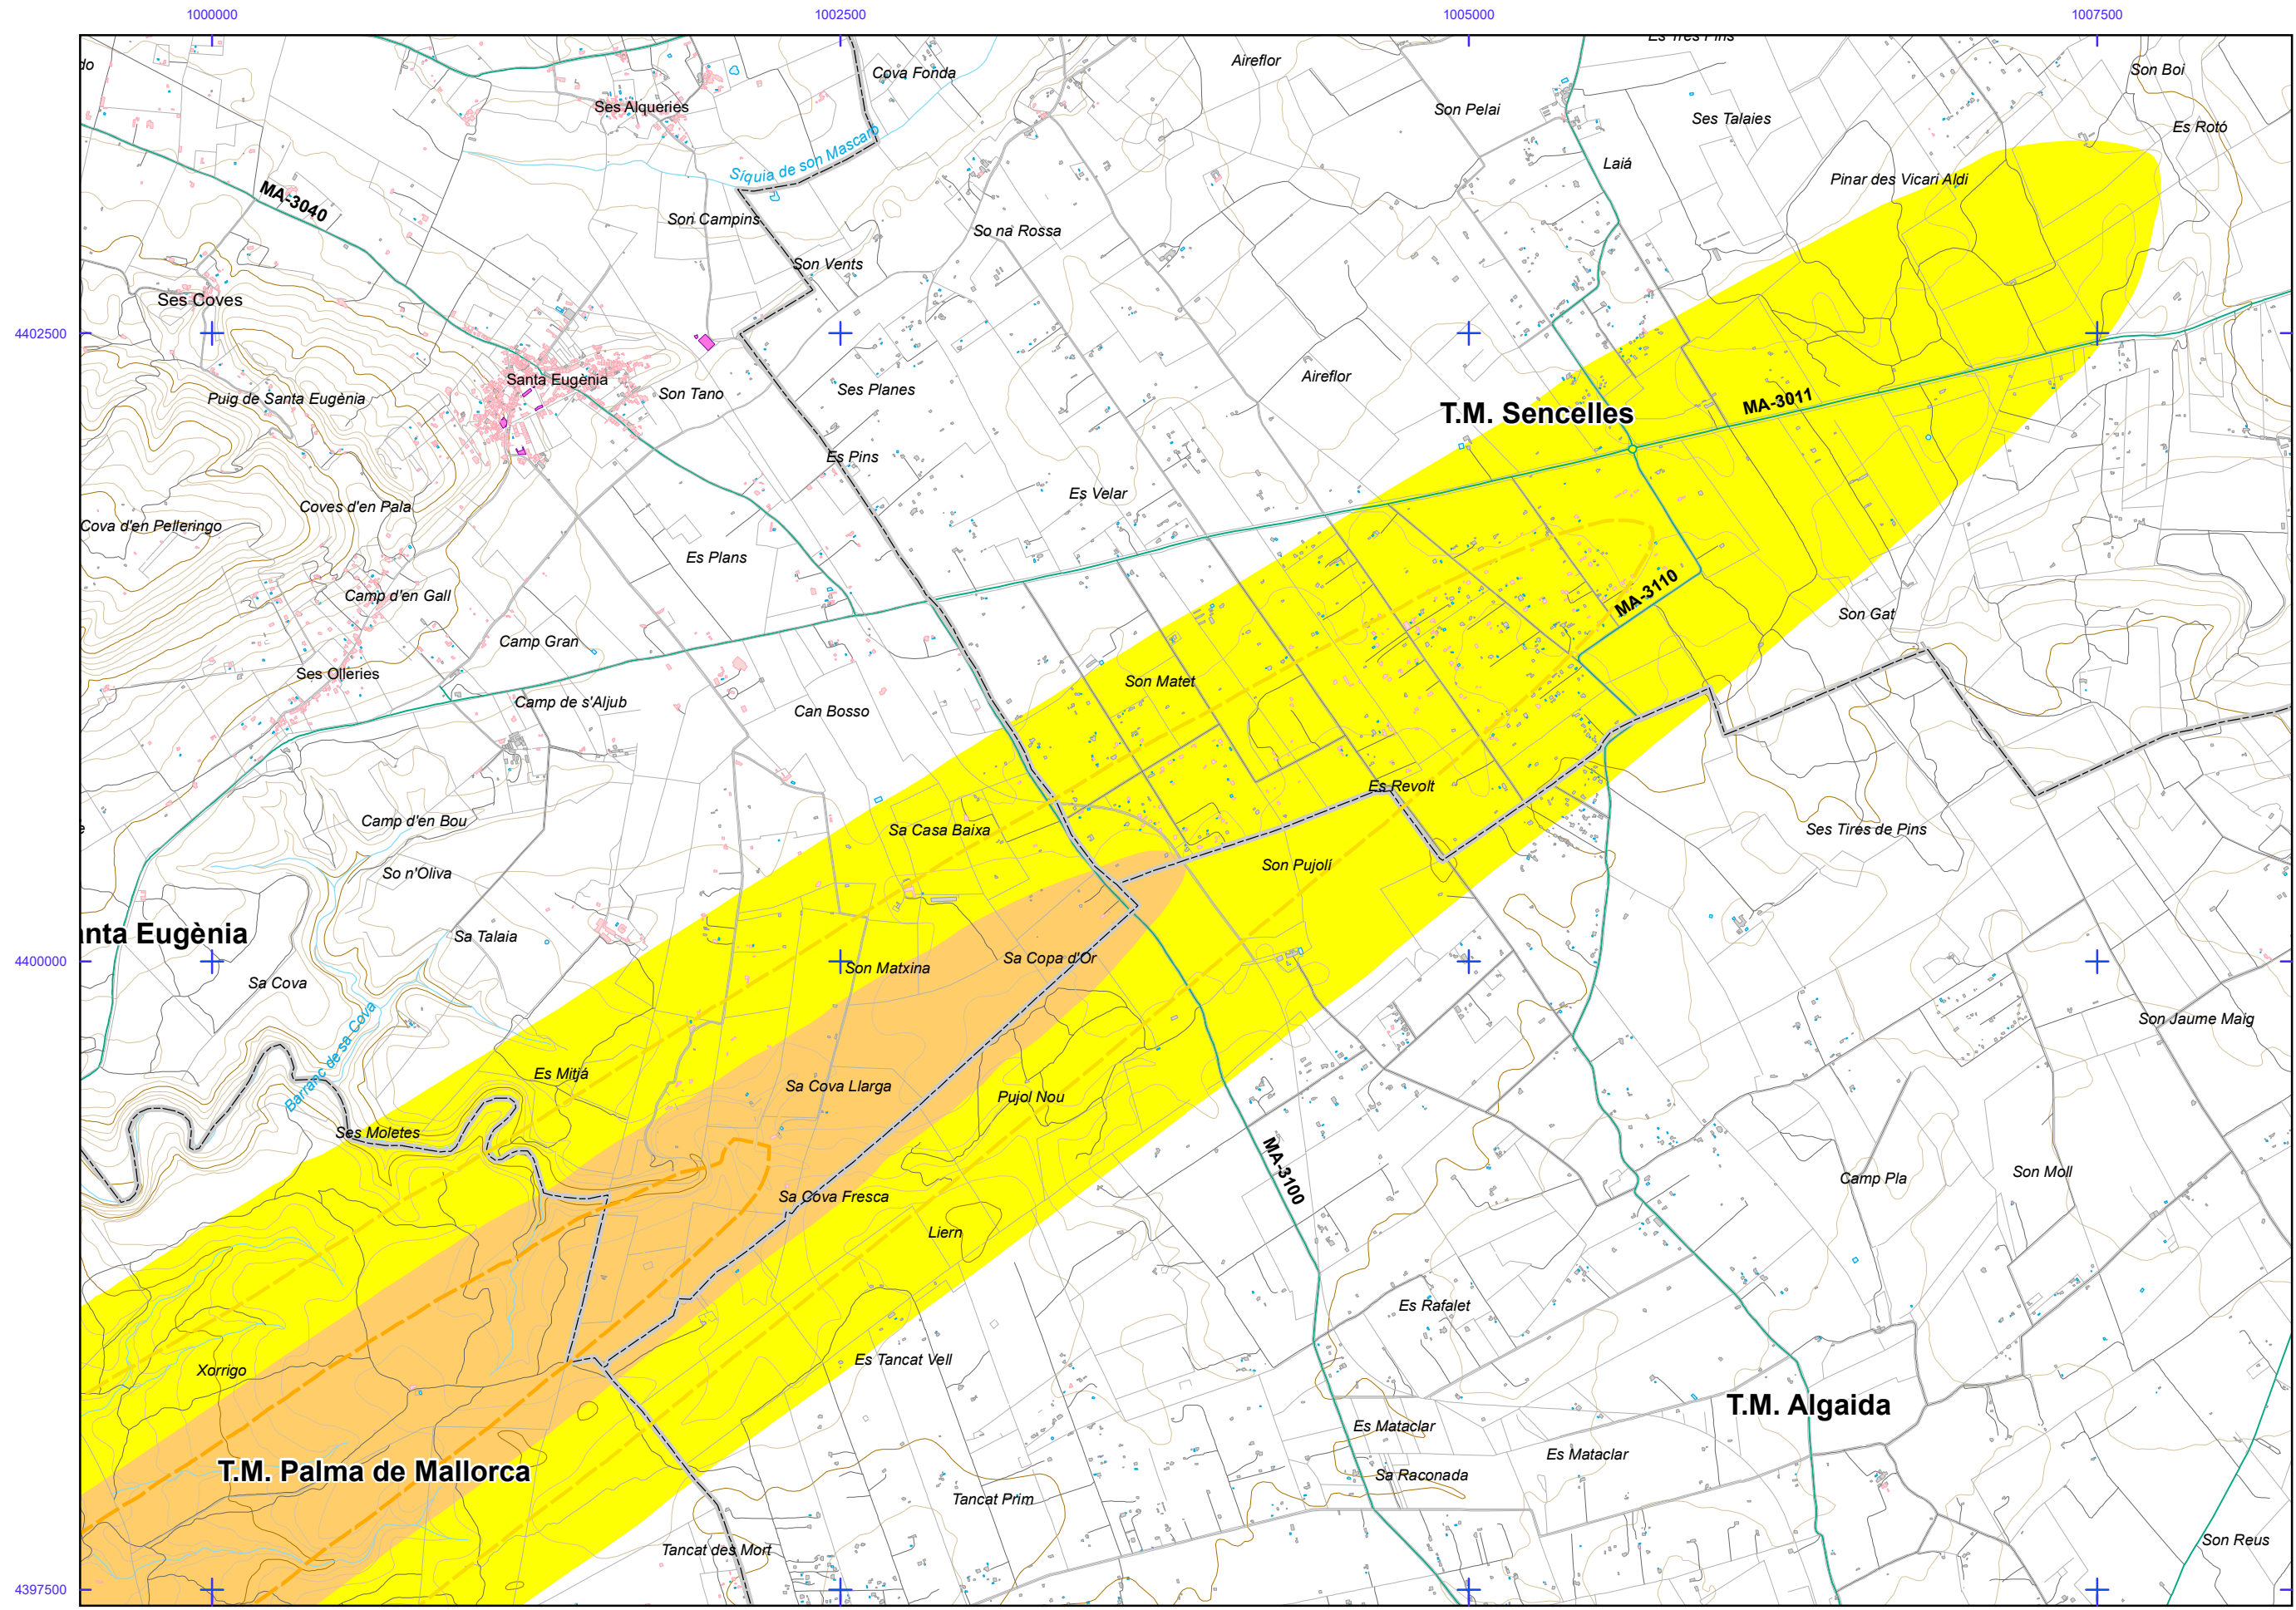 1000000
1002500
1005000
1007500
do
Cova Fonda
Aireflor
Es Tres Pins
Son Boi
Ses Alqueries
Son Pelai
Ses Talaies
Es Rotó
Síquia de son Mascaró
Laiá
Pinar des Vicari Aldi
MA-3040
Son Campins
So na Rossa
Son Vents
Ses Coves
4402500
Santa Eugènia
Son Tano
Ses Planes
Aireflor
Puig de Santa Eugènia
T.M. Sencelles
MA-3011
Es Pins
Es Velar
Coves d'en Pala
Cova d'en Pelleringo
Es Plans
Camp d'en Gall
MA-3110
Son Gat
Camp Gran
Ses Olleries
Son Matet
Camp de s'Aljub
Can Bosso
Es Revolt
Camp d'en Bou
Sa Casa Baixa
Ses Tires de Pins
e
So n'Oliva
Son Pujolí
anta Eugènia
Sa Talaia
4400000
Sa Copa d'Or
Son Matxina
Sa Cova
Son Jaume Maig
Barranc de sa Cova
Es Mitjá
Sa Cova Llarga
Pujol Nou
Ses Moletes
MA-3100
Camp Pla
Son Moll
Sa Cova Fresca
Liern
Es Rafalet
Xorrigo
Es Tancat Vell
T.M. Algaida
Es Mataclar
Es Mataclar
T.M. Palma de Mallorca
Sa Raconada
Tancat Prim
Tancat des Mort
Son Reus
4397500